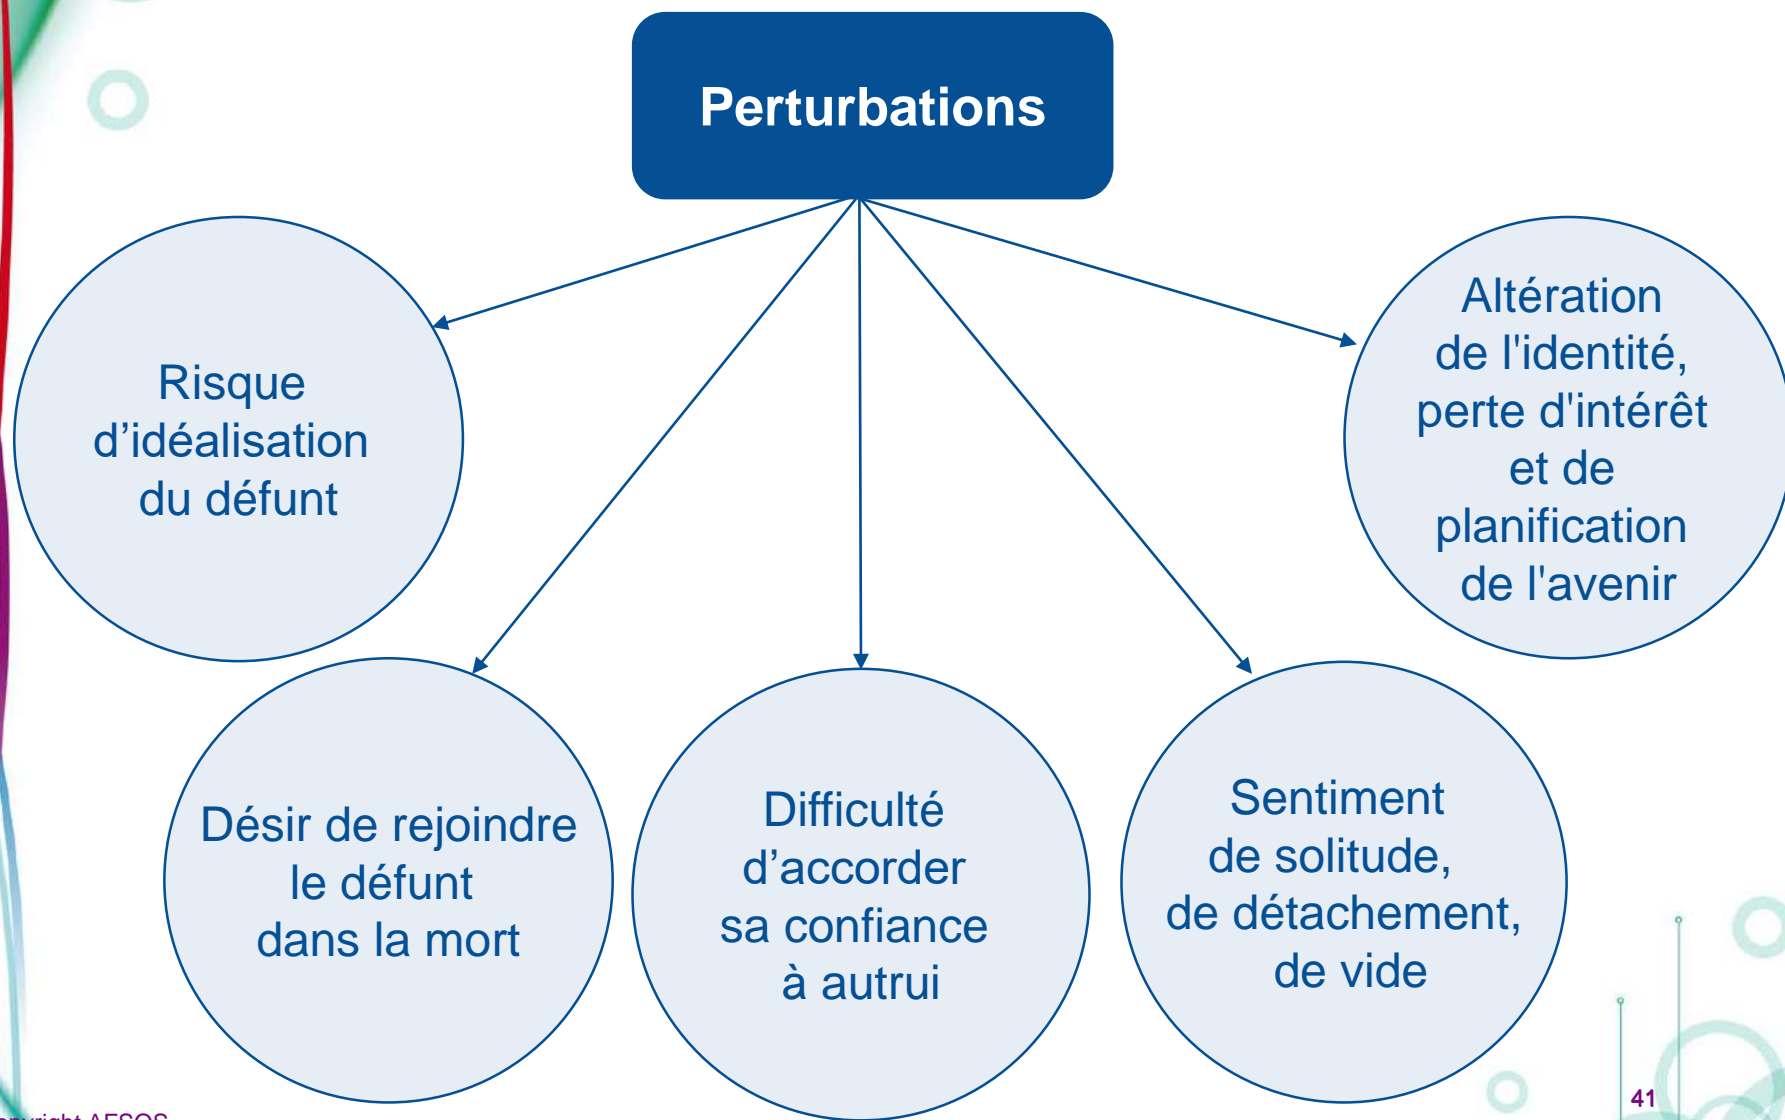 Perturbations
Risque
d’idéalisation
du défunt
Désir de rejoindre
le défunt
dans la mort
Difficulté
d’accorder
sa confiance
à autrui
Sentiment
de solitude,
de détachement,
de vide
Altération
de l'identité,
perte d'intérêt
et de
planification
de l'avenir
41